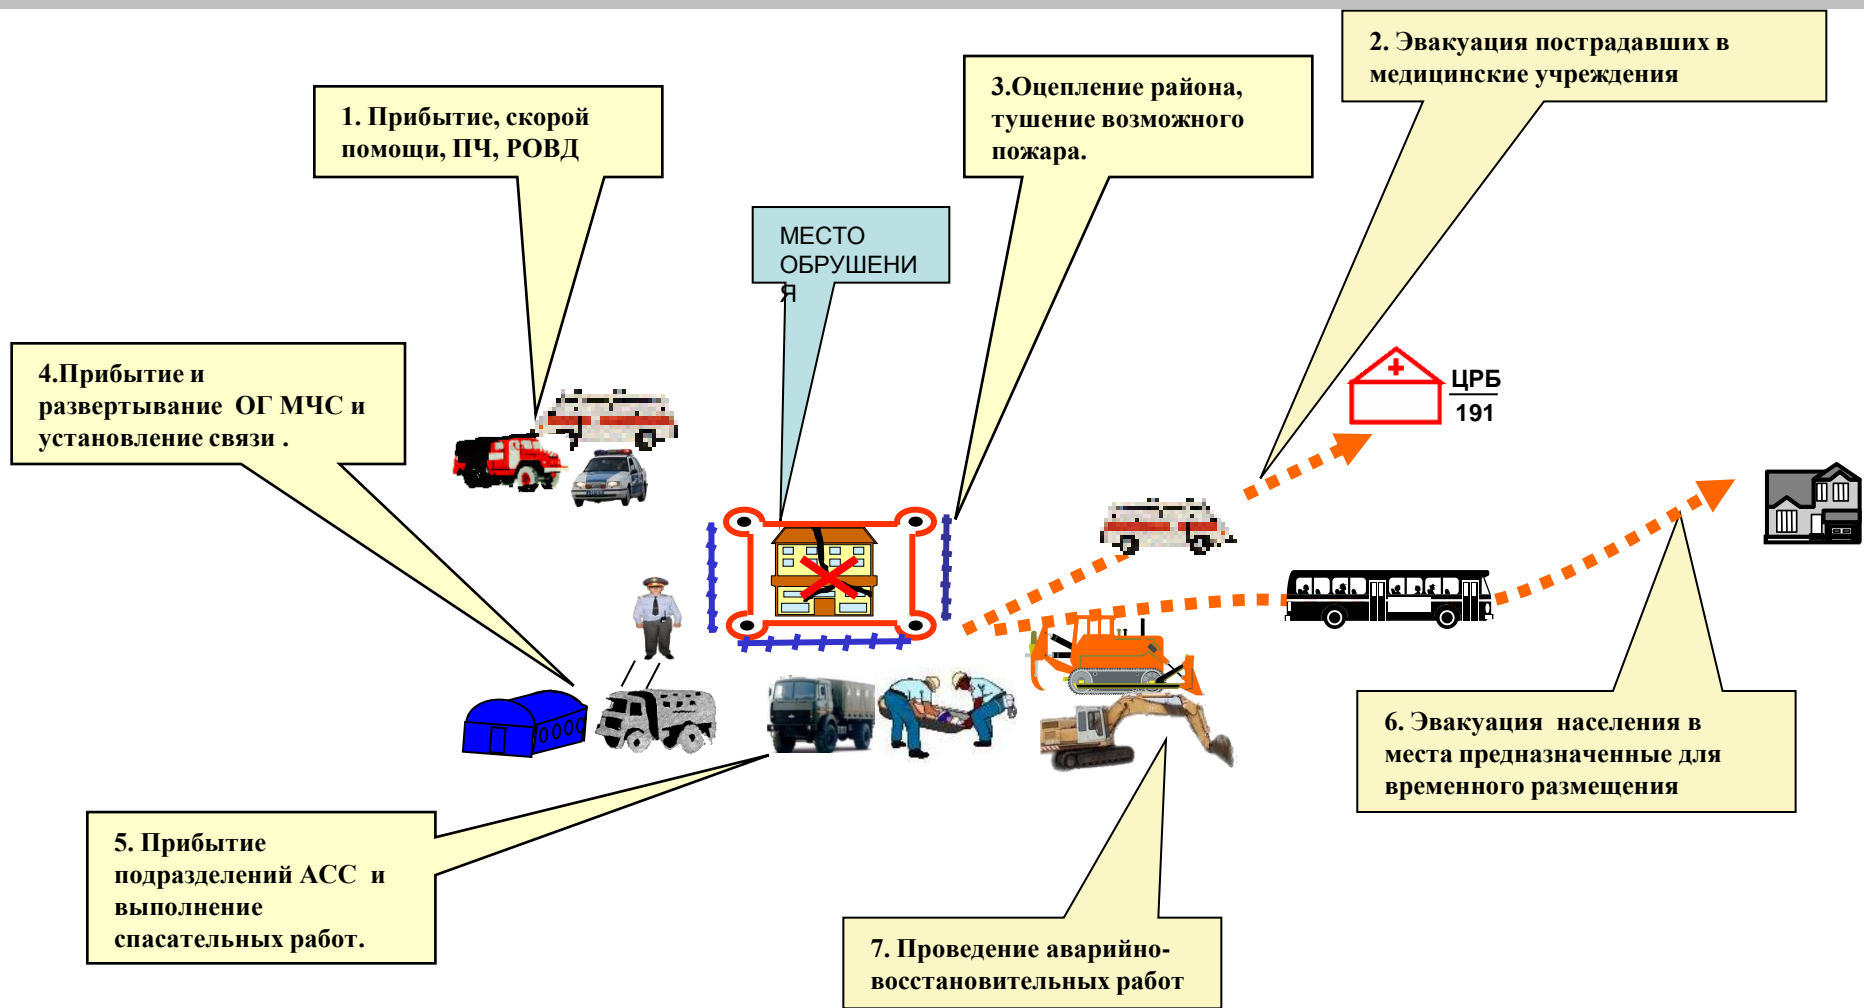 2. Эвакуация пострадавших в
медицинские учреждения
3.Оцепление района,
тушение возможного
пожара.
1. Прибытие, скорой
помощи, ПЧ, РОВД
МЕСТО
ОБРУШЕНИ
Я
4.Прибытие и
развертывание ОГ МЧС и
установление связи .
ЦРБ
191
6. Эвакуация населения в
места предназначенные для
временного размещения
5. Прибытие
подразделений АСС и
выполнение
спасательных работ.
7. Проведение аварийно-
восстановительных работ